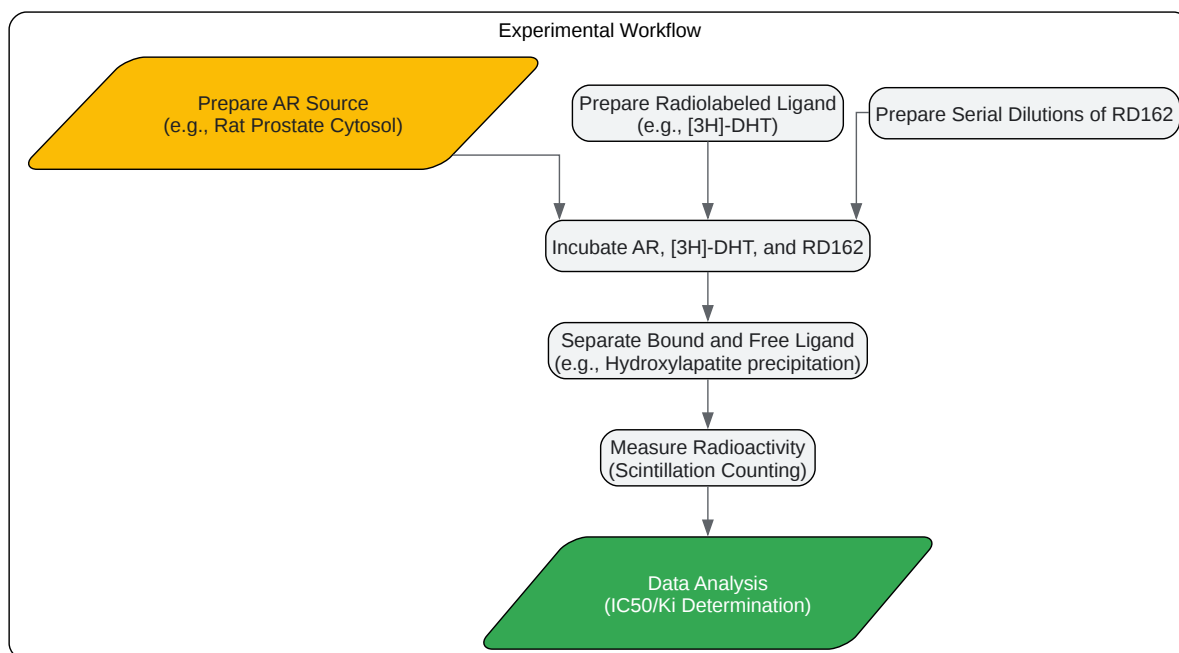 Experimental Workflow
Prepare AR Source
(e.g., Rat Prostate Cytosol)
Prepare Radiolabeled Ligand
(e.g., [3H]-DHT)
Prepare Serial Dilutions of RD162
Incubate AR, [3H]-DHT, and RD162
Separate Bound and Free Ligand
(e.g., Hydroxylapatite precipitation)
Measure Radioactivity
(Scintillation Counting)
Data Analysis
(IC50/Ki Determination)